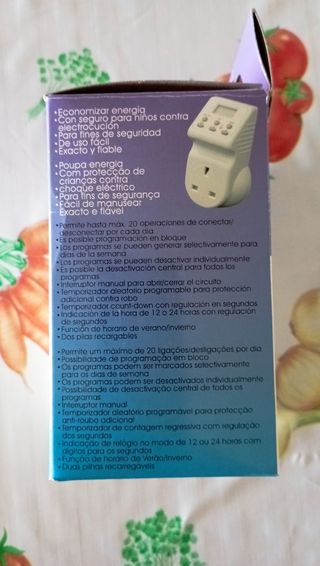 •Economizar energía
•Con seguro para niños contra
electrocución
•Para fines de seguridad
•De uso fácil
•Exacto y fiable
•Poupa energia
•Com protecção de
crianças contra
choque eléctrico
•Para fins de segurança
•Fácil de manusear
Exacto e fiável
•Permite hasta máx. 20 operaciones de conectar/
desconectar por cada día
•Es posible programación en bloque
•Los programas se pueden generar selectivamente para
días de la semana
•Los programas se pueden desactivar individualmente
•Es posible la desactivación central para todos los
programas
•Interruptor manual para abrir/cerrar el circuito
•Temporizador aleatorio programable para protección
adicional contra robo
•Temporizador count-down con regulación en segundos
•Indicación de la hora de 12 o 24 horas con regulación
de segundos
•Función de horario de verano/invierno
•Dos pilas recargables
•Permite um máximo de 20 ligações/desligações por dia
•Possibilidade de programação em bloco
•Os programas podem ser marcados selectivamente
para os dias de semana
•Os programas podem ser desactivados individualmente
•Possibilidade de desactivação central de todos os
programas
•Interruptor manual
•Temporizador aleatório programável para protecção
anti-roubo adicional
•Temporizador de contagem regressiva com regulação
dos segundos
•Indicação de relógio no modo de 12 ou 24 horas com
dígitos para os segundos
•Função de horário de Verão/Inverno
•Duas pilhas recarregáveis